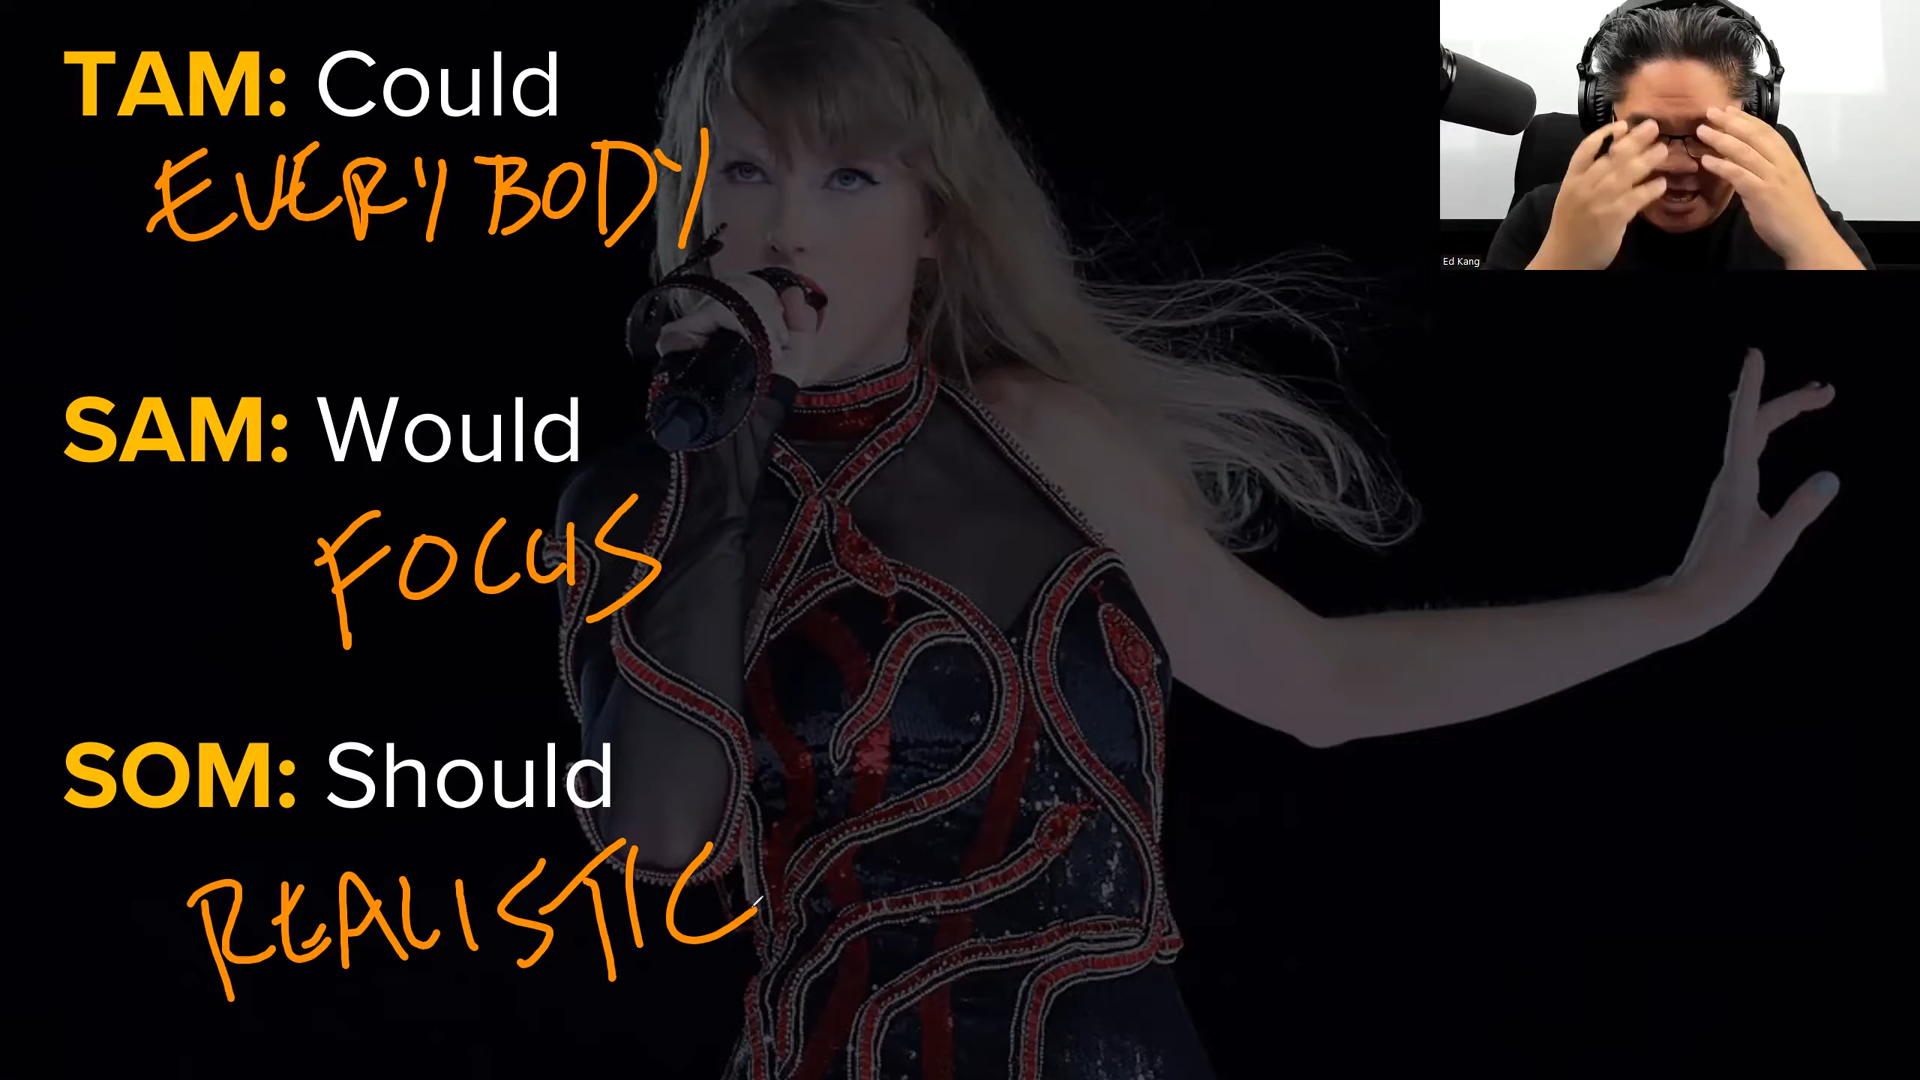 TAM: Could
EVERYBODY
SAM: Would
FOCUS
SOM: Should
REALISTIC
Ed Kang